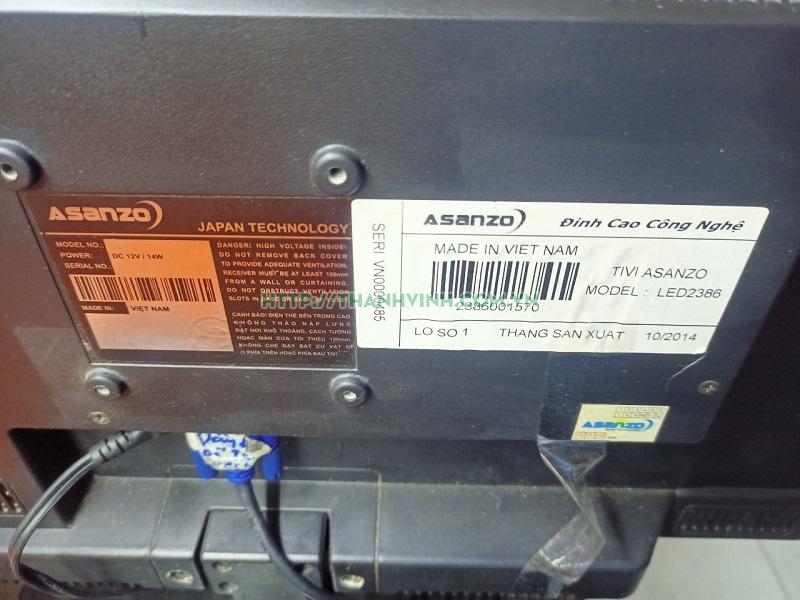 ASANZO
JAPAN TECHNOLOGY
MODEL NO.:
POWER: DC 12V / 14W
SERIAL NO.:
MADE IN: VIỆT NAM
DANGER! HIGH VOLTAGE INSIDE!
DO NOT REMOVE BACK COVER
TO PROVIDE ADEQUATE VENTILATION,
RECEIVER MUST BE AT LEAST 100mm
FROM A WALL OR CURTAINING.
DO NOT OBSTRUCT VENTILATION
SLOTS IN
CẢNH BÁO! ĐIỆN THẾ BÊN TRONG CAO
KHÔNG THÁO NẮP LƯNG
ĐẶT NƠI KHÔ THOÁNG, CÁCH TƯỜNG
NGẠC MÀN CỬA TỐI THIỂU 100mm
KHÔNG CHE ĐẬY BẤT CỨ VẬT GÌ
Ở PHÍA TRÊN HOẶC PHÍA SAU TIVI
ASANZO Đỉnh Cao Công Nghệ
MADE IN VIET NAM
TIVI ASANZO
MODEL : LED2386
2386001570
LO SO 1 THANG SAN XUAT 10/2014
HTTP://THANHVINH.COM.VN
ASANZO